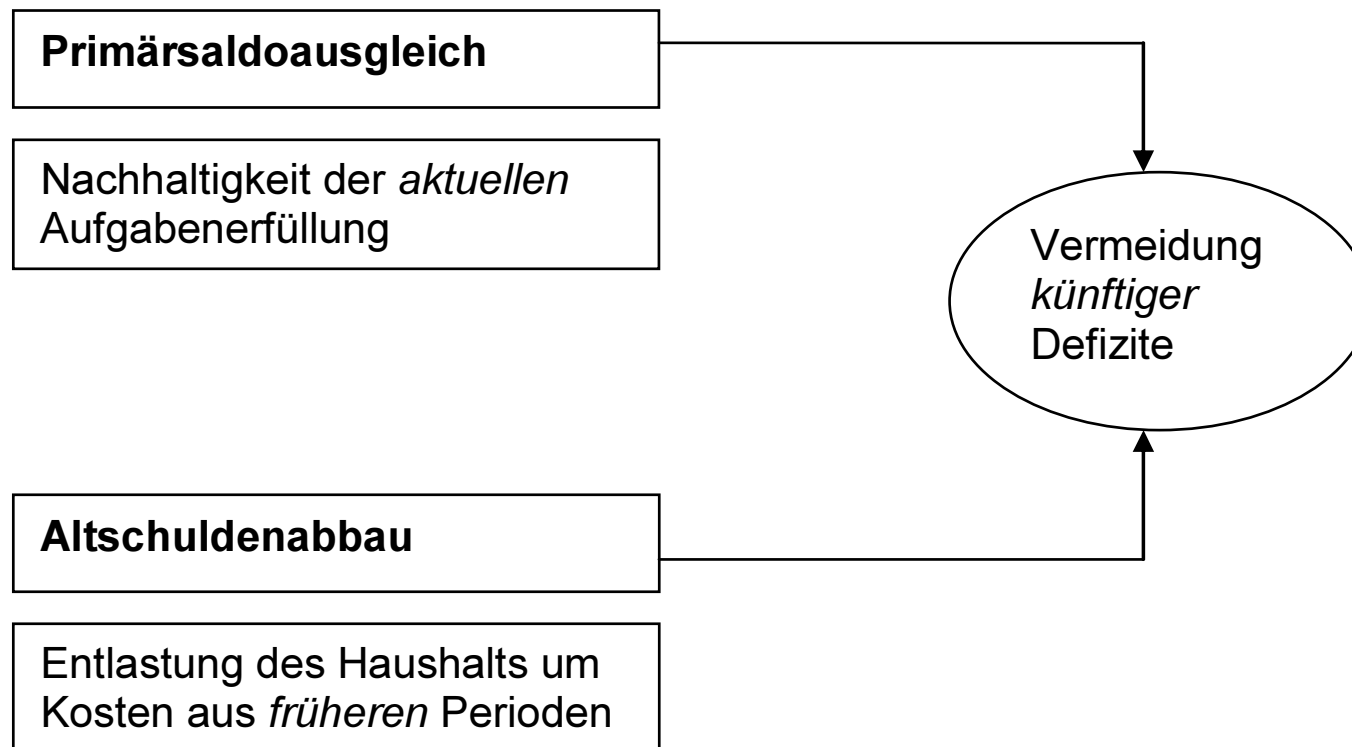 Primärsaldoausgleich
Nachhaltigkeit der aktuellen
Aufgabenerfüllung
Vermeidung
künftiger
Defizite
Altschuldenabbau
Entlastung des Haushalts um
Kosten aus früheren Perioden